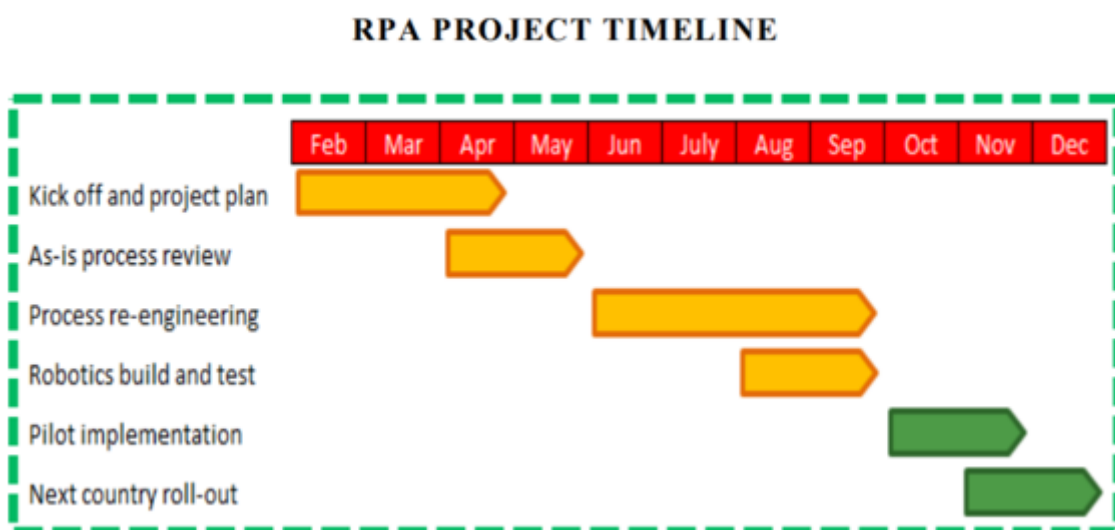 RPA PROJECT TIMELINE
Feb Mar Apr May Jun July Aug Sep Oct Nov Dec
Kick off and project plan
As-is process review
Process re-engineering
Robotics build and test
Pilot implementation
Next country roll-out